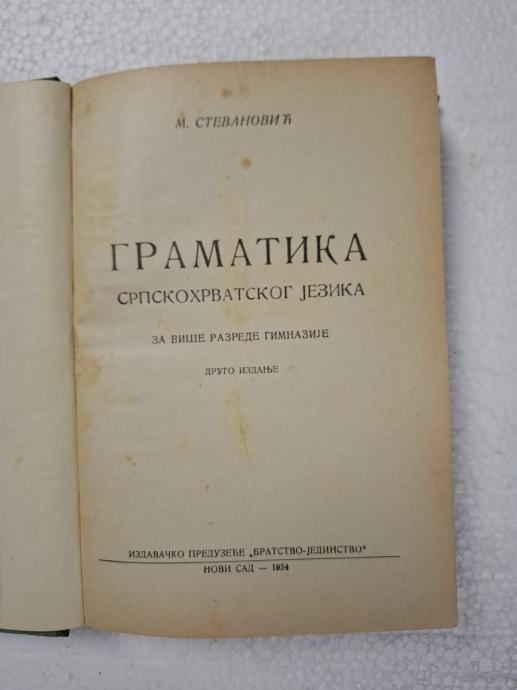 М. СТЕВАНОВИЋ
ГРАМАТИКА
СРПСКОХРВАТСКОГ ЈЕЗИКА
ЗА ВИШЕ РАЗРЕДЕ ГИМНАЗИЈЕ
ДРУГО ИЗДАЊЕ
ИЗДАВАЧКО ПРЕДУЗЕЋЕ „БРАТСТВО-ЈЕДИНСТВО“
НОВИ САД — 1954